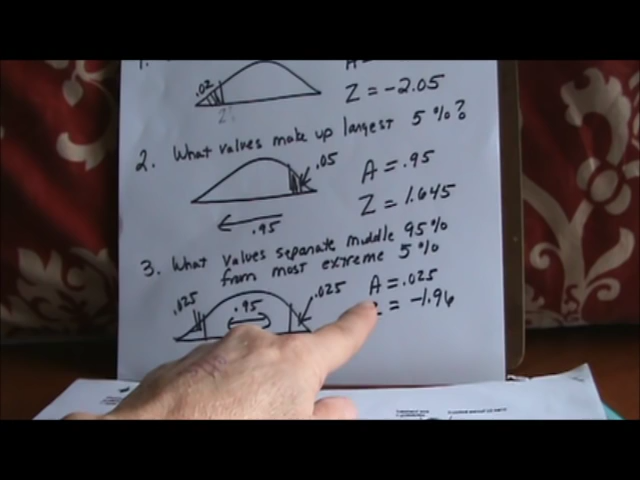 1.
.02
A =
Z = -2.05
Z?
2. What values make up largest 5%?
.05
A = .95
Z = 1.645
.95
3. What values separate middle 95%
from most extreme 5%
.025
.95
.025
A = .025
= -1.96